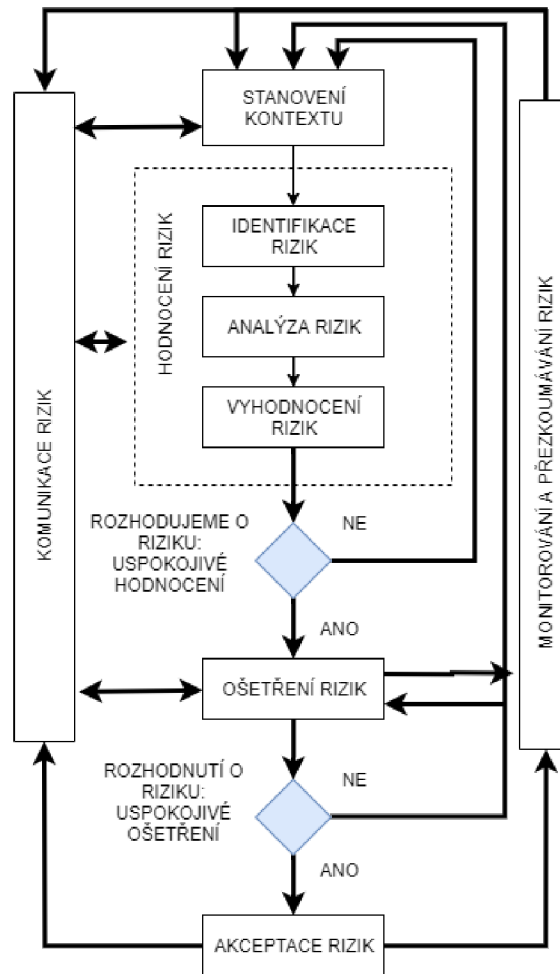 STANOVENÍ
KONTEXTU
HODNOCENÍ RIZIK
IDENTIFIKACE
RIZIK
ANALÝZA RIZIK
VYHODNOCENÍ
RIZIK
KOMUNIKACE RIZIK
MONITOROVÁNÍ A PŘEZKOUMÁVÁNÍ RIZIK
ROZHODUJEME O
RIZIKU:
USPOKOJIVÉ
HODNOCENÍ
NE
ANO
OŠETŘENÍ RIZIK
ROZHODNUTÍ O
RIZIKU:
USPOKOJIVÉ
OŠETŘENÍ
NE
ANO
AKCEPTACE RIZIK